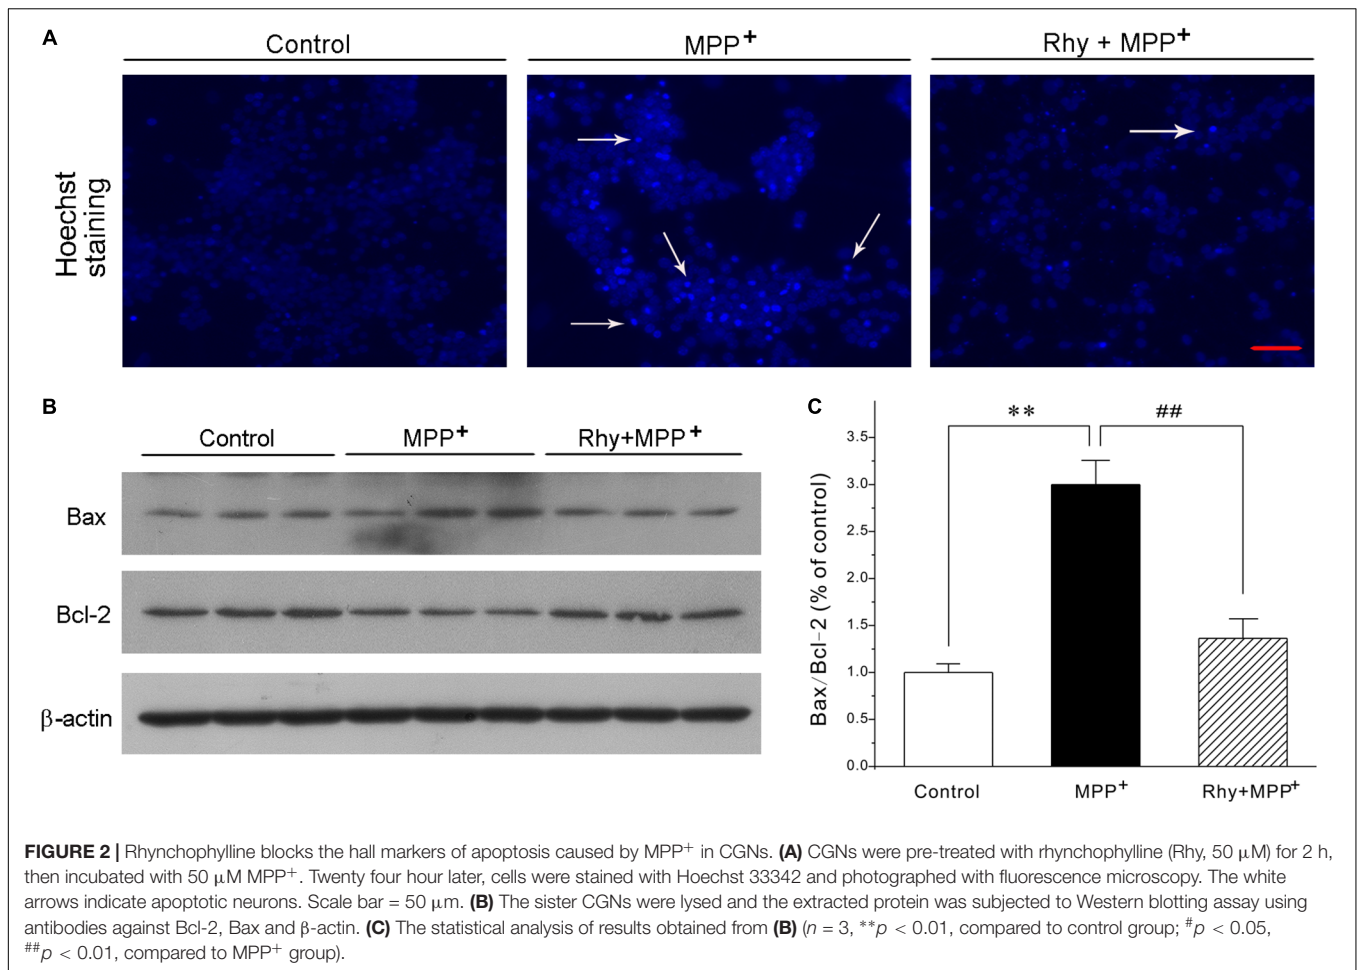 A
Control
MPP+
Rhy + MPP+
Hoechst
staining
B
Control
MPP+
Rhy+MPP+
Bax
Bcl-2
β-actin
C
**
##
Bax/Bcl-2 (% of control)
3.5
3.0
2.5
2.0
1.5
1.0
0.5
0.0
Control
MPP+
Rhy+MPP+
FIGURE 2 | Rhynchophylline blocks the hall markers of apoptosis caused by MPP+ in CGNs. (A) CGNs were pre-treated with rhynchophylline (Rhy, 50 μM) for 2 h,
then incubated with 50 μM MPP+. Twenty four hour later, cells were stained with Hoechst 33342 and photographed with fluorescence microscopy. The white
arrows indicate apoptotic neurons. Scale bar = 50 μm. (B) The sister CGNs were lysed and the extracted protein was subjected to Western blotting assay using
antibodies against Bcl-2, Bax and β-actin. (C) The statistical analysis of results obtained from (B) (n = 3, **p < 0.01, compared to control group; #p < 0.05,
##p < 0.01, compared to MPP+ group).